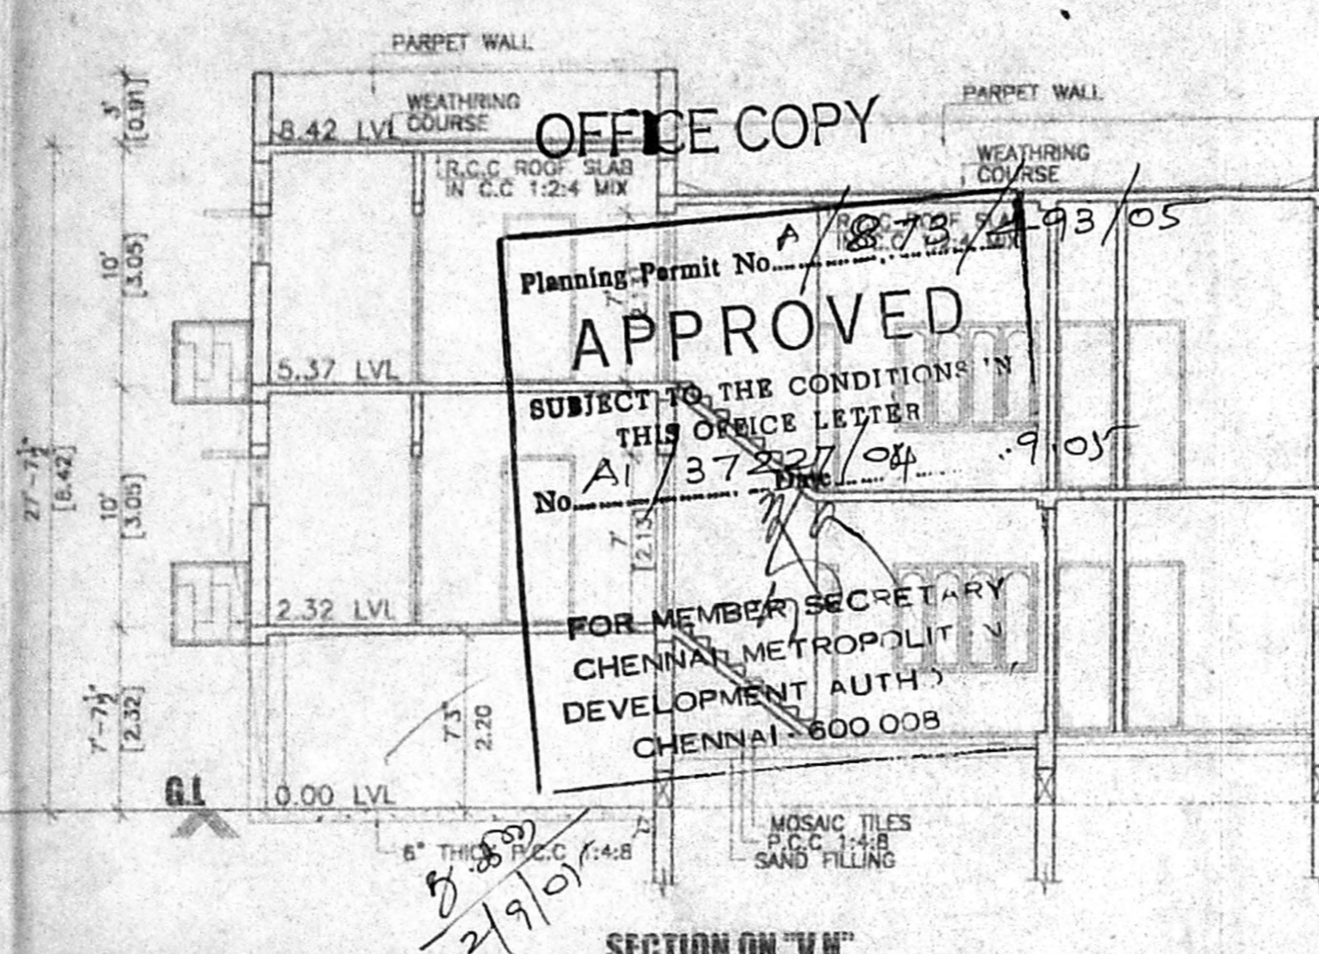 PARPET WALL
WEATHRING
COURSE
8.42 LVL
OFFICE COPY
PARPET WALL
WEATHRING
COURSE
R.C.C ROOF SLAB
IN C.C 1:2:4 MIX
3'
[0.91]
10'
[3.05]
Planning Permit No. A/873/ 93/05
APPROVED
5.37 LVL
SUBJECT TO THE CONDITIONS IN
THIS OFFICE LETTER
No. A1/37227/04 Date 9.05
27'-7½"
[8.42]
10'
[3.05]
7'
7'
[2.13]
2.32 LVL
FOR MEMBER SECRETARY
CHENNAI METROPOLIT N
DEVELOPMENT AUTH
CHENNAI - 600 008
7'-7½"
[2.32]
7'3"
2.20
G.L
0.00 LVL
6" THICK P.C.C 1:4:8
MOSAIC TILES
P.C.C 1:4:8
SAND FILLING
2/9/0
SECTION ON